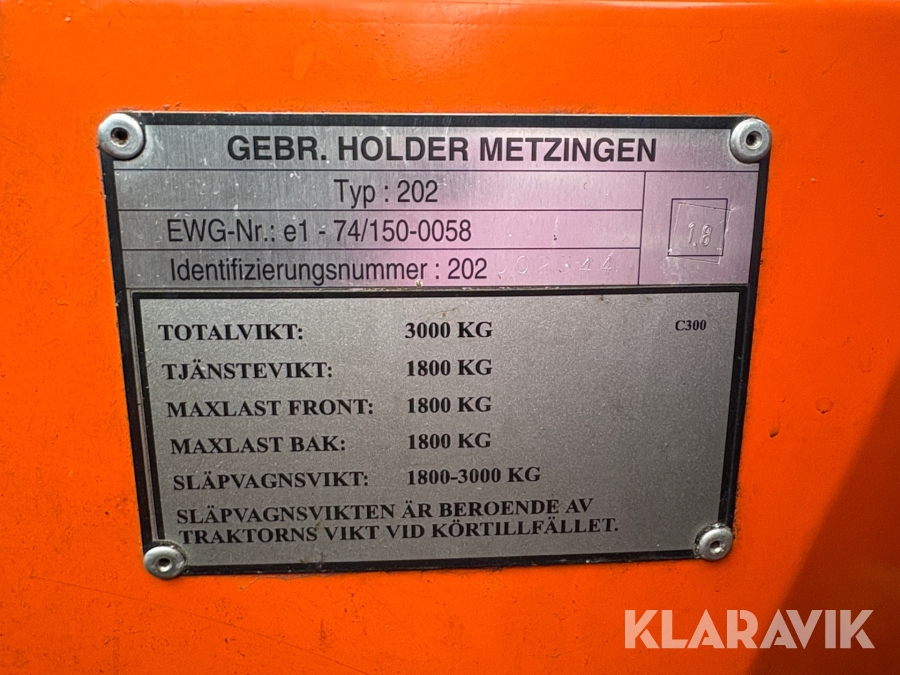 GEBR. HOLDER METZINGEN
Typ : 202
EWG-Nr.: e1 - 74/150-0058
1,8
Identifizierungsnummer : 202
TOTALVIKT: 3000 KG C300
TJÄNSTEVIKT: 1800 KG
MAXLAST FRONT: 1800 KG
MAXLAST BAK: 1800 KG
SLÄPVAGNSVIKT: 1800-3000 KG
SLÄPVAGNSVIKTEN ÄR BEROENDE AV
TRAKTORNS VIKT VID KÖRTILLFÄLLET.
KLARAVIK